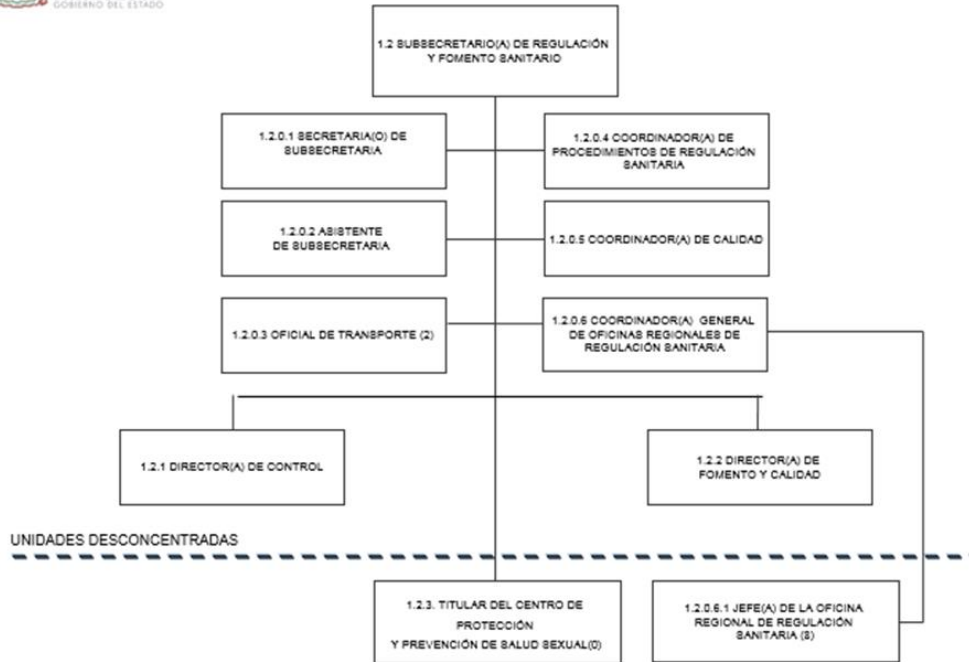 GOBIERNO DEL ESTADO
1.2 SUBSECRETARIO(A) DE REGULACIÓN
Y FOMENTO SANITARIO
1.2.0.1 SECRETARIA(O) DE
SUBSECRETARIA
1.2.0.4 COORDINADOR(A) DE
PROCEDIMIENTOS DE REGULACIÓN
SANITARIA
1.2.0.2 ASISTENTE
DE SUBSECRETARIA
1.2.0.5 COORDINADOR(A) DE CALIDAD
1.2.0.3 OFICIAL DE TRANSPORTE (2)
1.2.0.6 COORDINADOR(A) GENERAL
DE OFICINAS REGIONALES DE
REGULACIÓN SANITARIA
1.2.1 DIRECTOR(A) DE CONTROL
1.2.2 DIRECTOR(A) DE
FOMENTO Y CALIDAD
UNIDADES DESCONCENTRADAS
1.2.3. TITULAR DEL CENTRO DE
PROTECCIÓN
Y PREVENCIÓN DE SALUD SEXUAL(0)
1.2.0.6.1 JEFE(A) DE LA OFICINA
REGIONAL DE REGULACIÓN
SANITARIA (8)